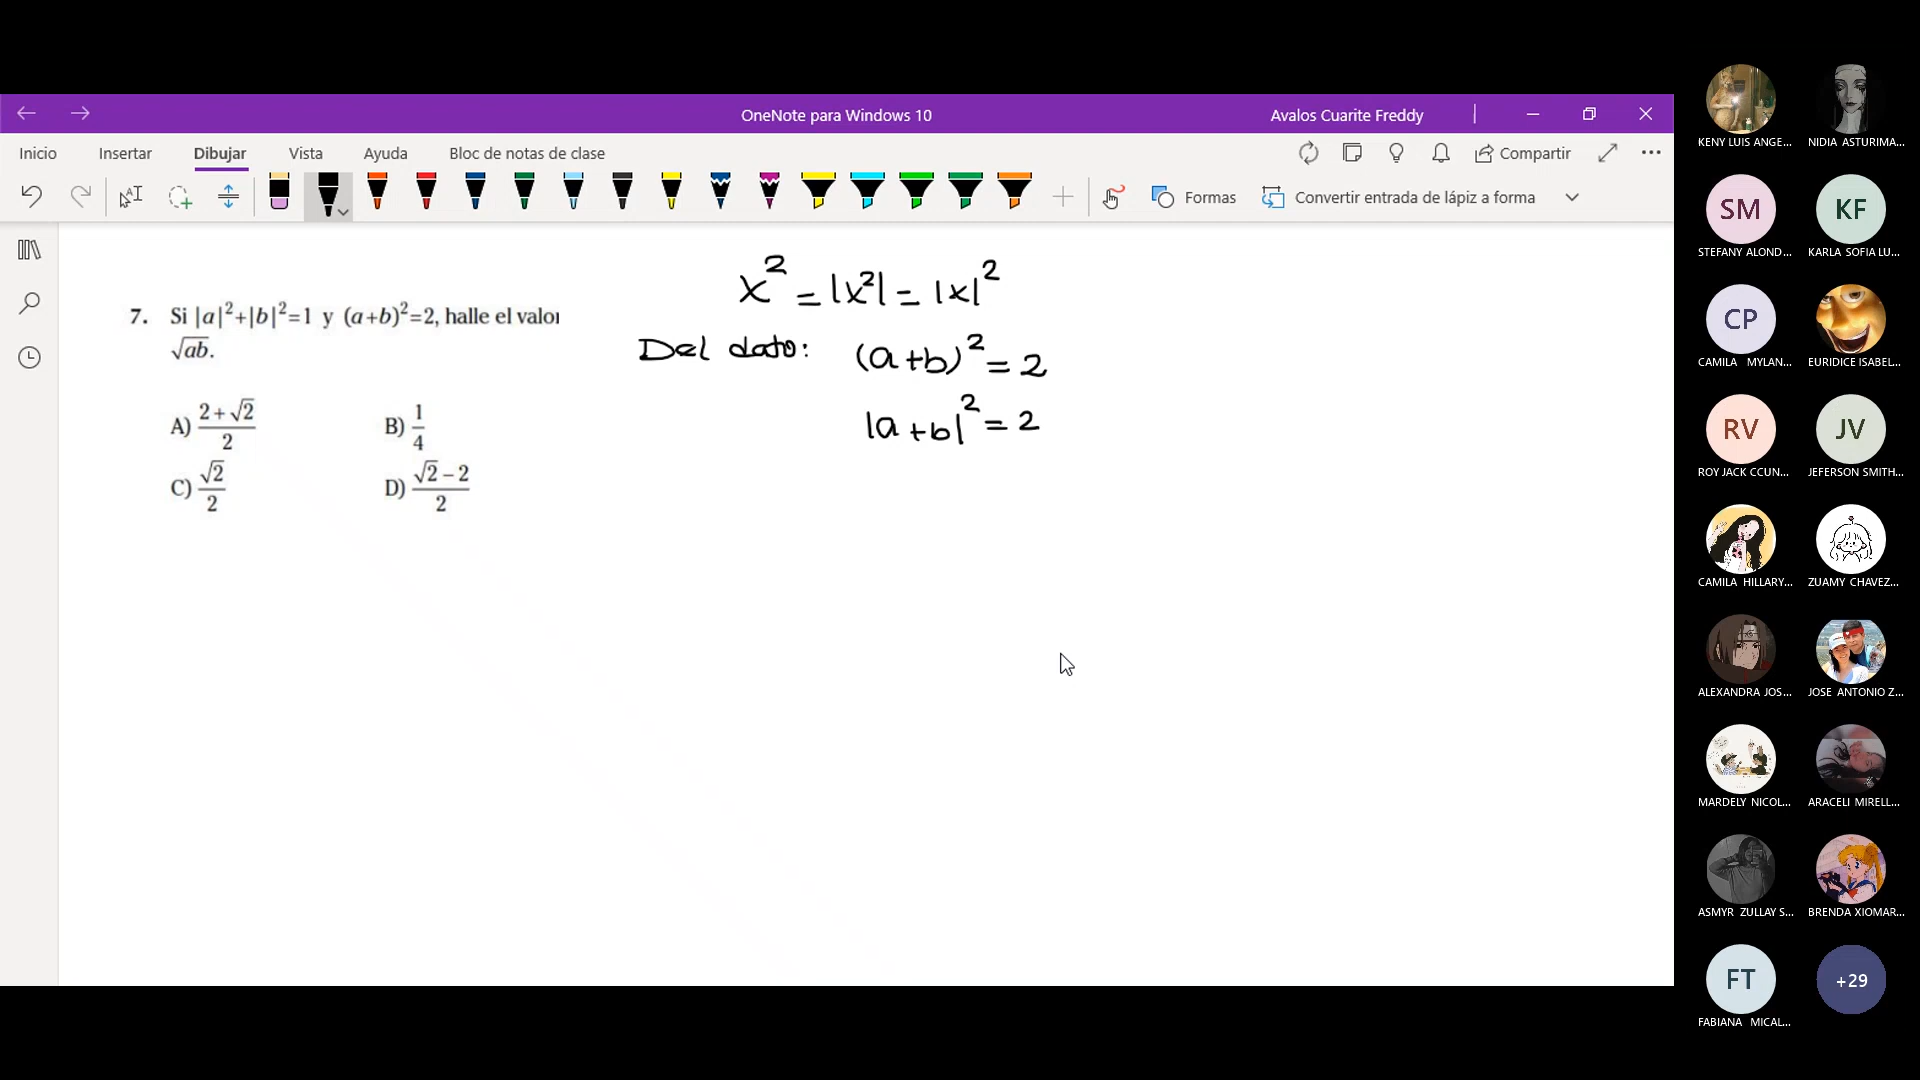 OneNote para Windows 10
Avalos Cuarite Freddy
Inicio Insertar Dibujar Vista Ayuda Bloc de notas de clase
Compartir
Formas
Convertir entrada de lápiz a forma
x² = |x²| = |x|²
7. Si |a|²+|b|²=1 y (a+b)²=2, halle el valor
√ab.
Del dato: (a+b)² = 2
|a+b|² = 2
A) (2+√2)/2 B) 1/4
C) √2/2 D) (√2−2)/2
KENY LUIS ANGE... NIDIA ASTURIMA...
SM KF
STEFANY ALOND... KARLA SOFIA LU...
CP
CAMILA MYLAN... EURIDICE ISABEL...
RV JV
ROY JACK CCUN... JEFERSON SMITH...
CAMILA HILLARY... ZUAMY CHAVEZ...
ALEXANDRA JOS... JOSE ANTONIO Z...
MARDELY NICOL... ARACELI MIRELL...
ASMYR ZULLAY S... BRENDA XIOMAR...
FT +29
FABIANA MICAL...